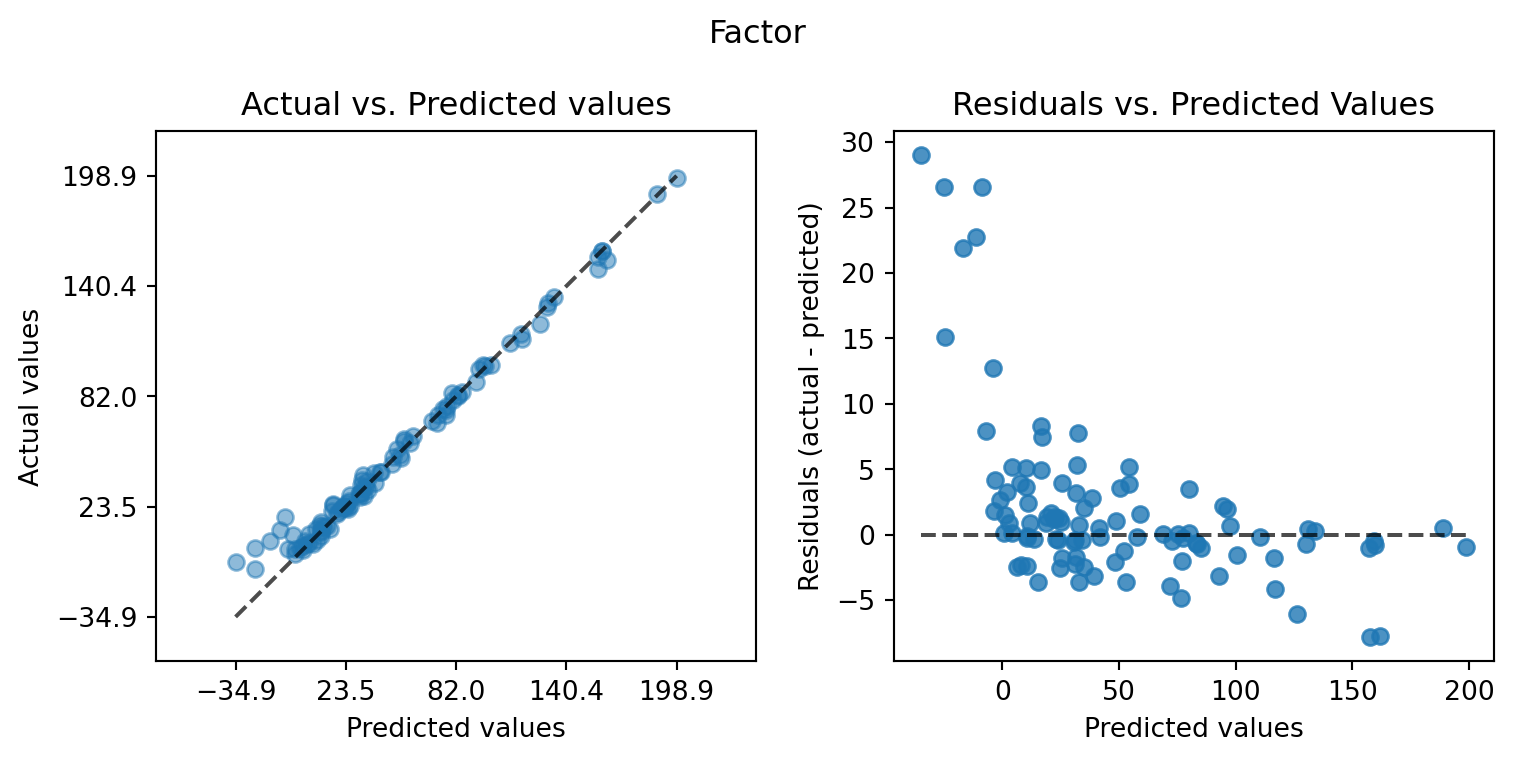 Factor
Actual vs. Predicted values
Actual values
198.9
140.4
82.0
23.5
−34.9
−34.9 23.5 82.0 140.4 198.9
Predicted values
Residuals vs. Predicted Values
Residuals (actual - predicted)
30
25
20
15
10
5
0
−5
0 50 100 150 200
Predicted values